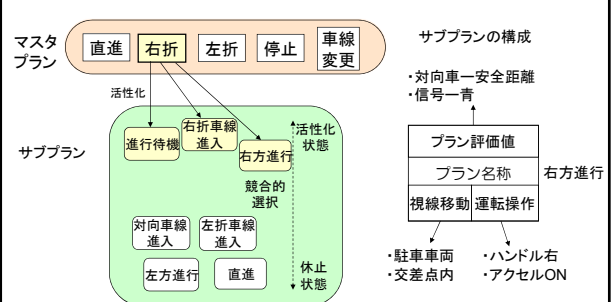 マスタ
プラン
直進
右折
左折
停止
車線
変更
活性化
サブプラン
進行待機
右折車線
進入
右方進行
活性化
状態
競合的
選択
対向車線
進入
左折車線
進入
左方進行
直進
休止
状態
サブプランの構成
・対向車ー安全距離
・信号ー青
プラン評価値
プラン名称
右方進行
視線移動
運転操作
・駐車車両
・交差点内
・ハンドル右
・アクセルON